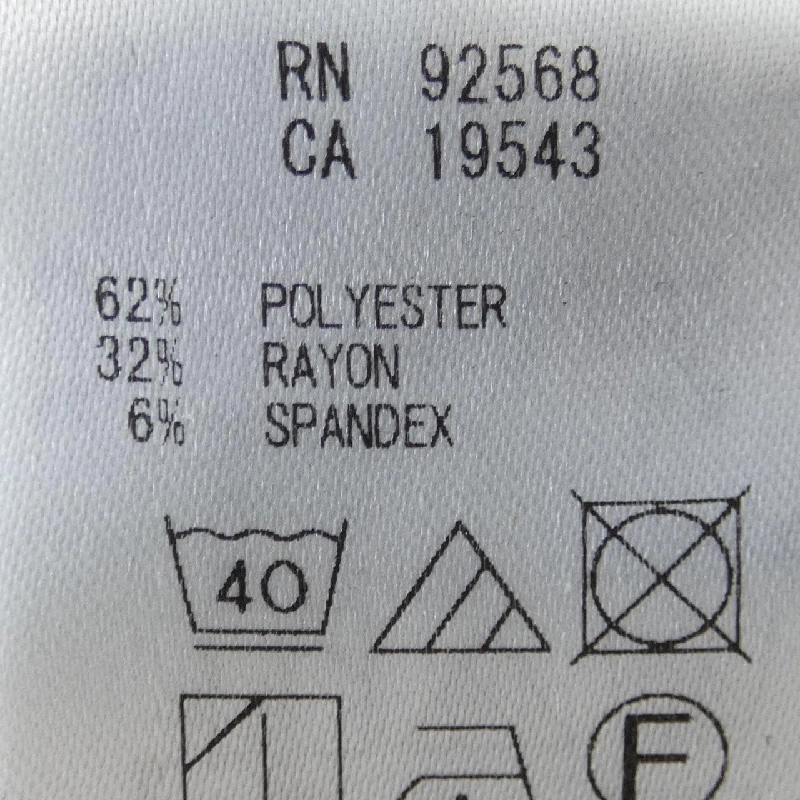 RN 92568
CA 19543
62% POLYESTER
32% RAYON
6% SPANDEX
40
F